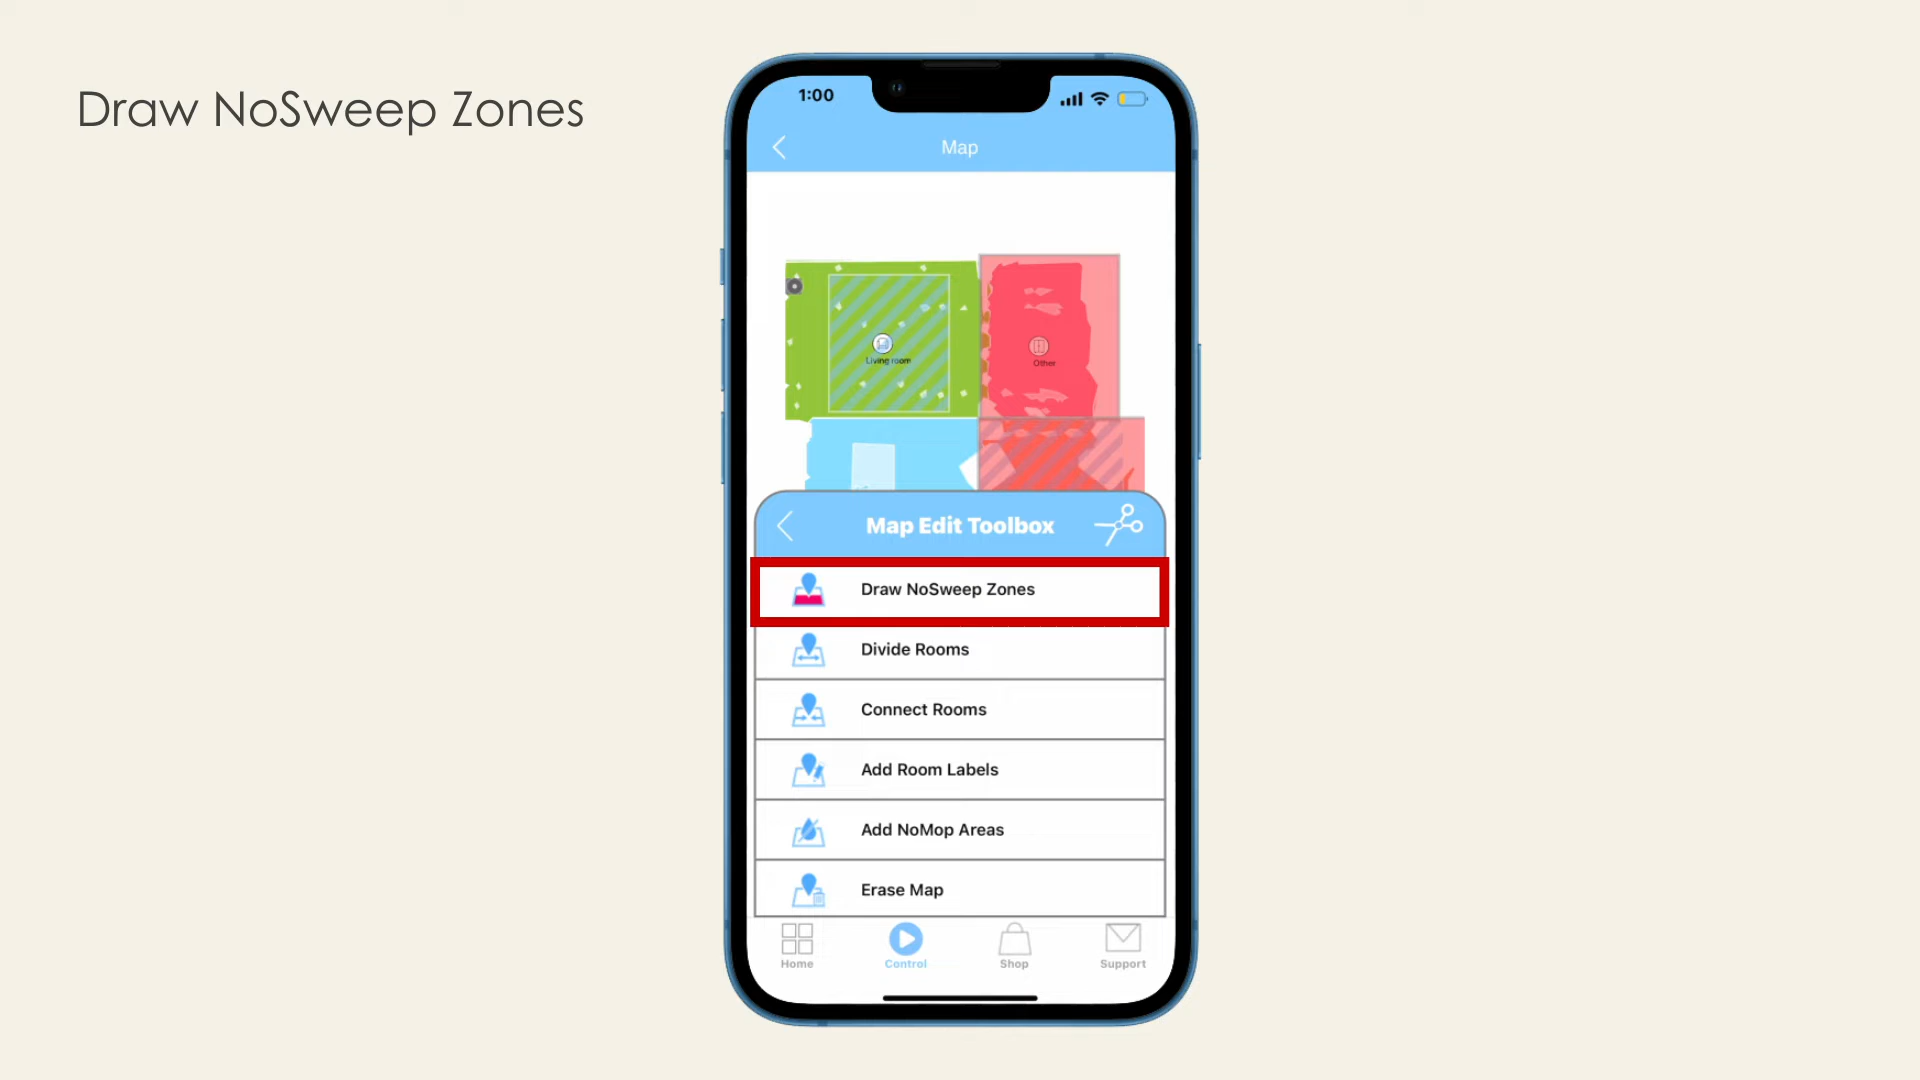 Draw NoSweep Zones
1:00
Map
Living room
Other
Map Edit Toolbox
Draw NoSweep Zones
Divide Rooms
Connect Rooms
Add Room Labels
Add NoMop Areas
Erase Map
Home
Control
Shop
Support